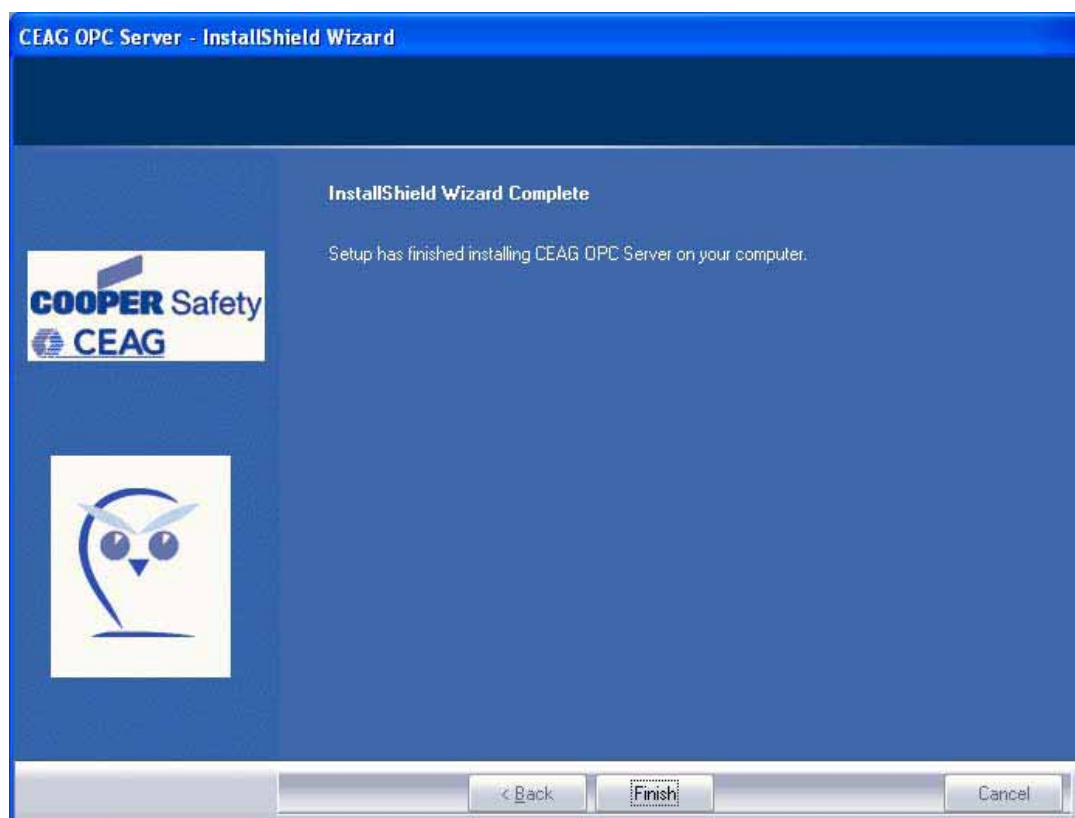 CEAG OPC Server - InstallShield Wizard
InstallShield Wizard Complete
Setup has finished installing CEAG OPC Server on your computer.
COOPER Safety
CEAG
< Back
Finish
Cancel